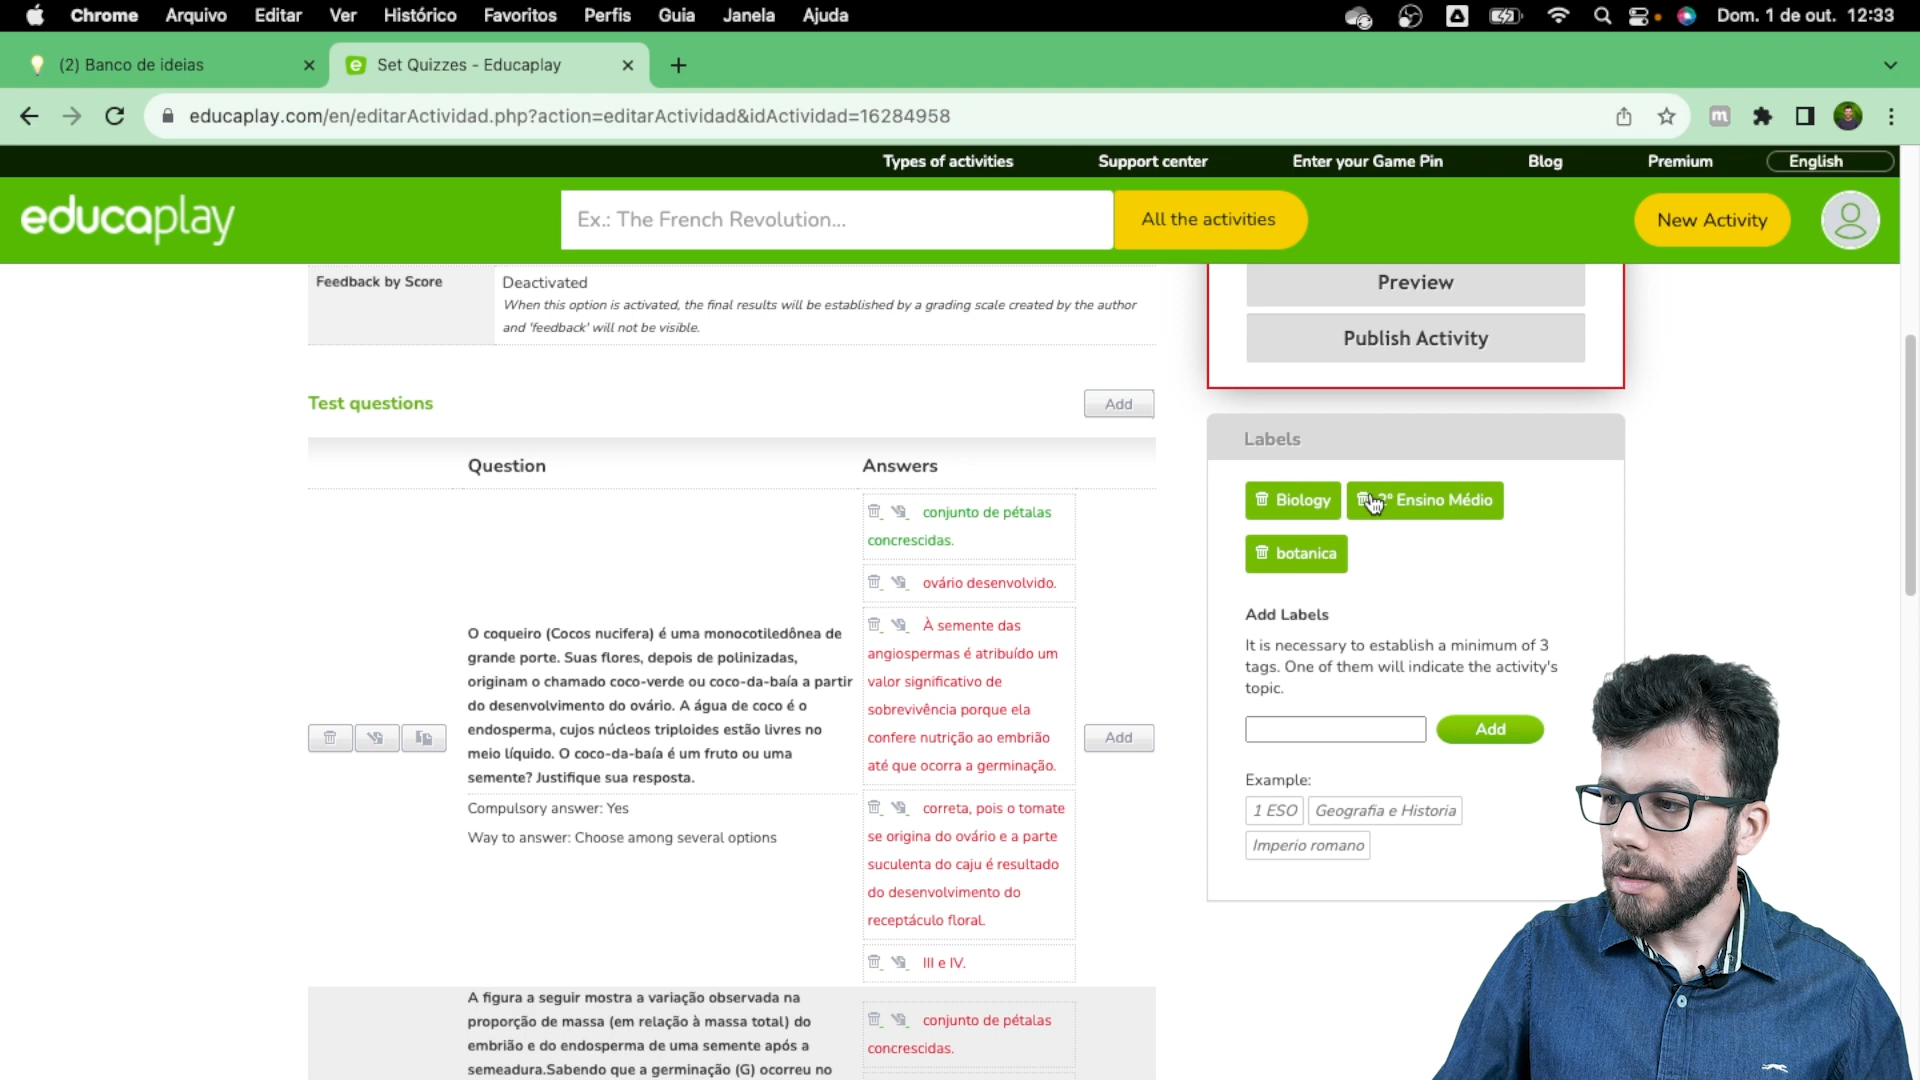 Chrome Arquivo Editar Ver Histórico Favoritos Perfis Guia Janela Ajuda Dom. 1 de out. 12:33
(2) Banco de ideias
Set Quizzes - Educaplay
educaplay.com/en/editarActividad.php?action=editarActividad&idActividad=16284958
Types of activities Support center Enter your Game Pin Blog Premium English
educaplay
Ex.: The French Revolution...
All the activities
New Activity
Feedback by Score
Deactivated
When this option is activated, the final results will be established by a grading scale created by the author
and 'feedback' will not be visible.
Preview
Publish Activity
Test questions
Add
Question
Answers
O coqueiro (Cocos nucifera) é uma monocotiledônea de
grande porte. Suas flores, depois de polinizadas,
originam o chamado coco-verde ou coco-da-baía a partir
do desenvolvimento do ovário. A água de coco é o
endosperma, cujos núcleos triploides estão livres no
meio líquido. O coco-da-baía é um fruto ou uma
semente? Justifique sua resposta.
Compulsory answer: Yes
Way to answer: Choose among several options
conjunto de pétalas
concrescidas.
ovário desenvolvido.
À semente das
angiospermas é atribuído um
valor significativo de
sobrevivência porque ela
confere nutrição ao embrião
até que ocorra a germinação.
correta, pois o tomate
se origina do ovário e a parte
suculenta do caju é resultado
do desenvolvimento do
receptáculo floral.
III e IV.
Add
A figura a seguir mostra a variação observada na
proporção de massa (em relação à massa total) do
embrião e do endosperma de uma semente após a
semeadura.Sabendo que a germinação (G) ocorreu no
conjunto de pétalas
concrescidas.
Labels
Biology
Ensino Médio
botanica
Add Labels
It is necessary to establish a minimum of 3
tags. One of them will indicate the activity's
topic.
Add
Example:
1 ESO
Geografia e Historia
Imperio romano